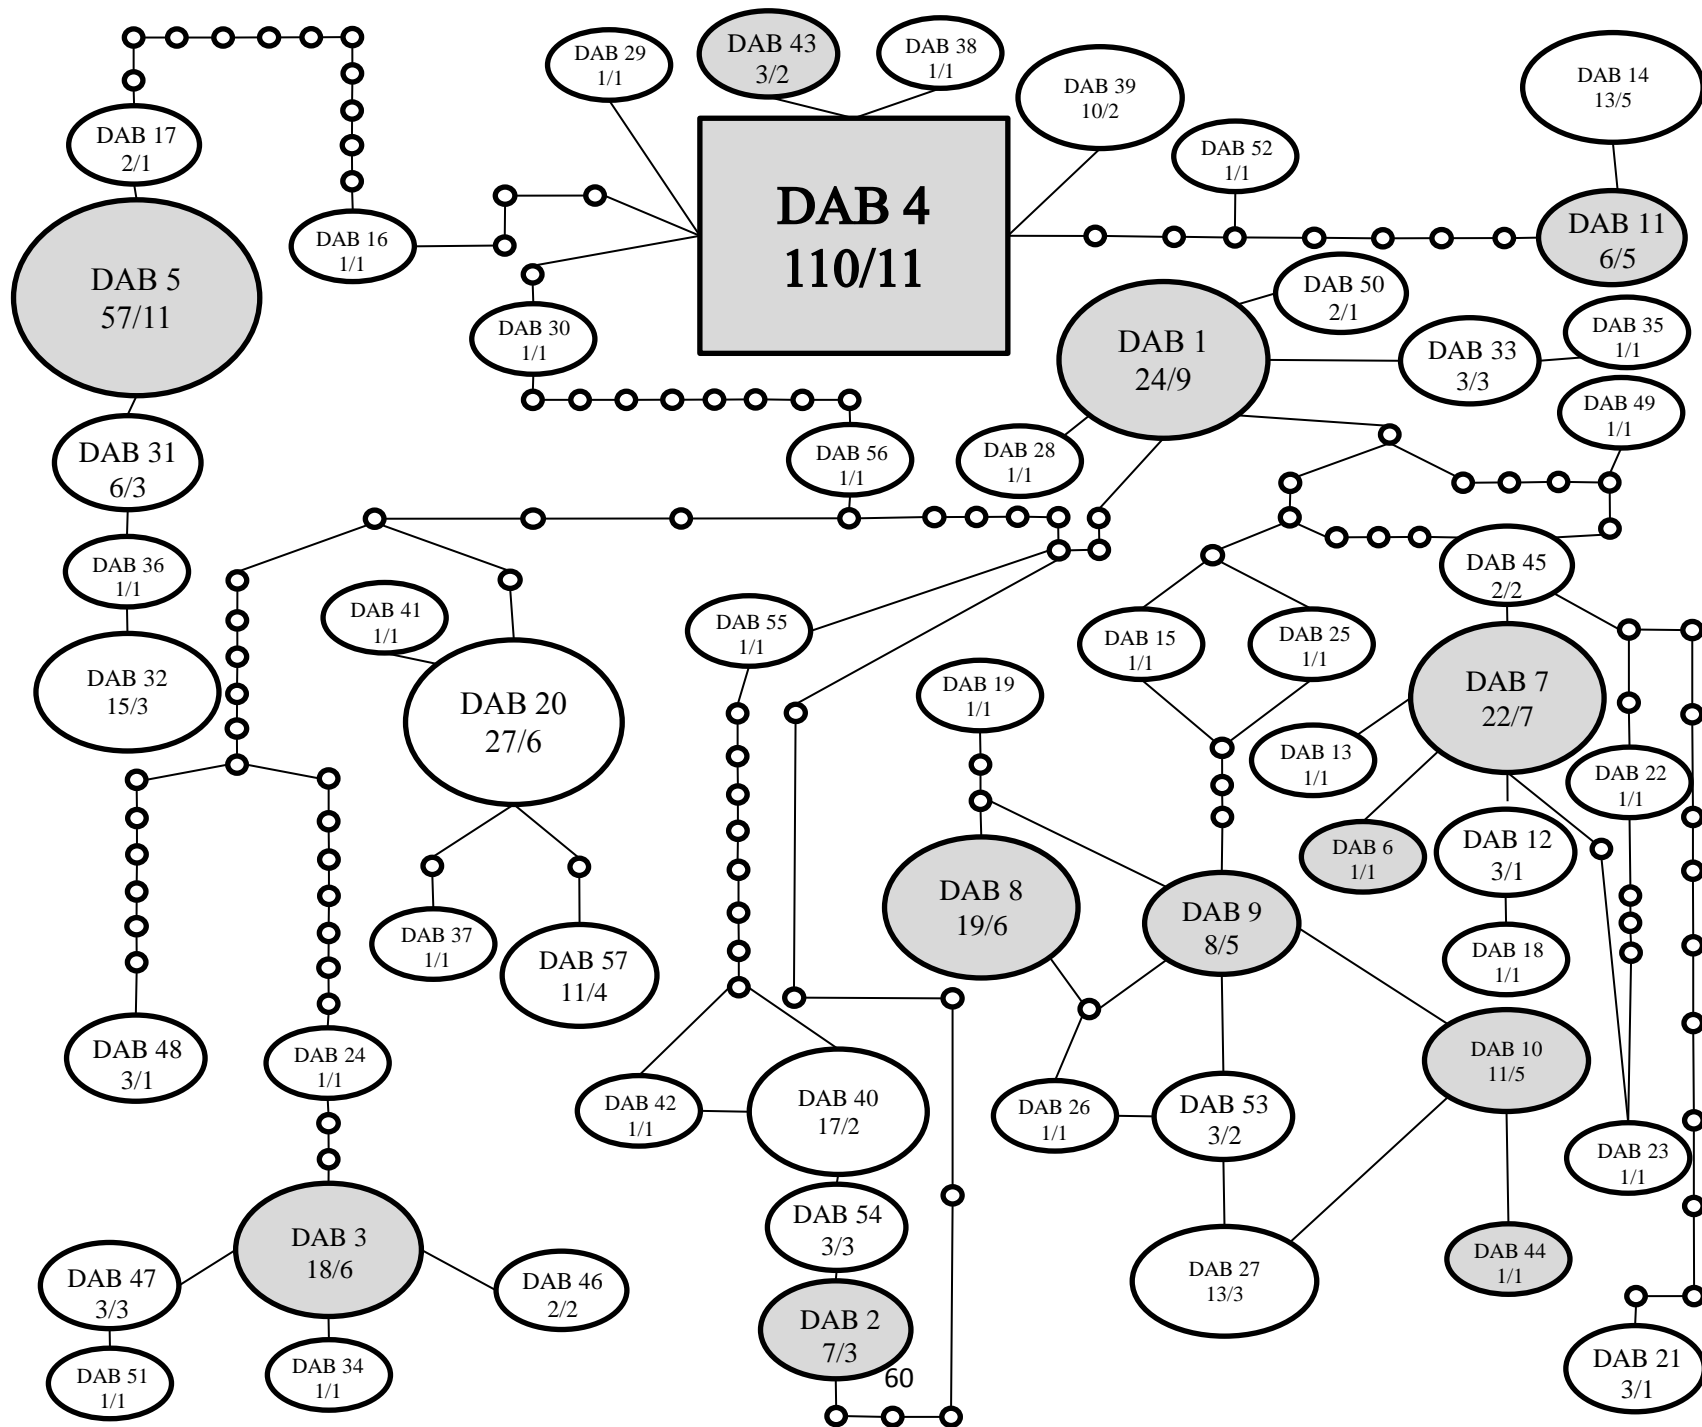 DAB 29
1/1
DAB 43
3/2
DAB 38
1/1
DAB 39
10/2
DAB 14
13/5
DAB 17
2/1
DAB 52
1/1
DAB 16
1/1
DAB 4
110/11
DAB 11
6/5
DAB 5
57/11
DAB 30
1/1
DAB 1
24/9
DAB 50
2/1
DAB 33
3/3
DAB 35
1/1
DAB 49
1/1
DAB 31
6/3
DAB 56
1/1
DAB 28
1/1
DAB 36
1/1
DAB 45
2/2
DAB 41
1/1
DAB 55
1/1
DAB 15
1/1
DAB 25
1/1
DAB 32
15/3
DAB 20
27/6
DAB 19
1/1
DAB 7
22/7
DAB 13
1/1
DAB 22
1/1
DAB 6
1/1
DAB 12
3/1
DAB 8
19/6
DAB 9
8/5
DAB 37
1/1
DAB 57
11/4
DAB 18
1/1
DAB 48
3/1
DAB 24
1/1
DAB 10
11/5
DAB 42
1/1
DAB 40
17/2
DAB 26
1/1
DAB 53
3/2
DAB 23
1/1
DAB 54
3/3
DAB 3
18/6
DAB 47
3/3
DAB 46
2/2
DAB 27
13/3
DAB 44
1/1
DAB 2
7/3
DAB 51
1/1
DAB 34
1/1
DAB 21
3/1
60